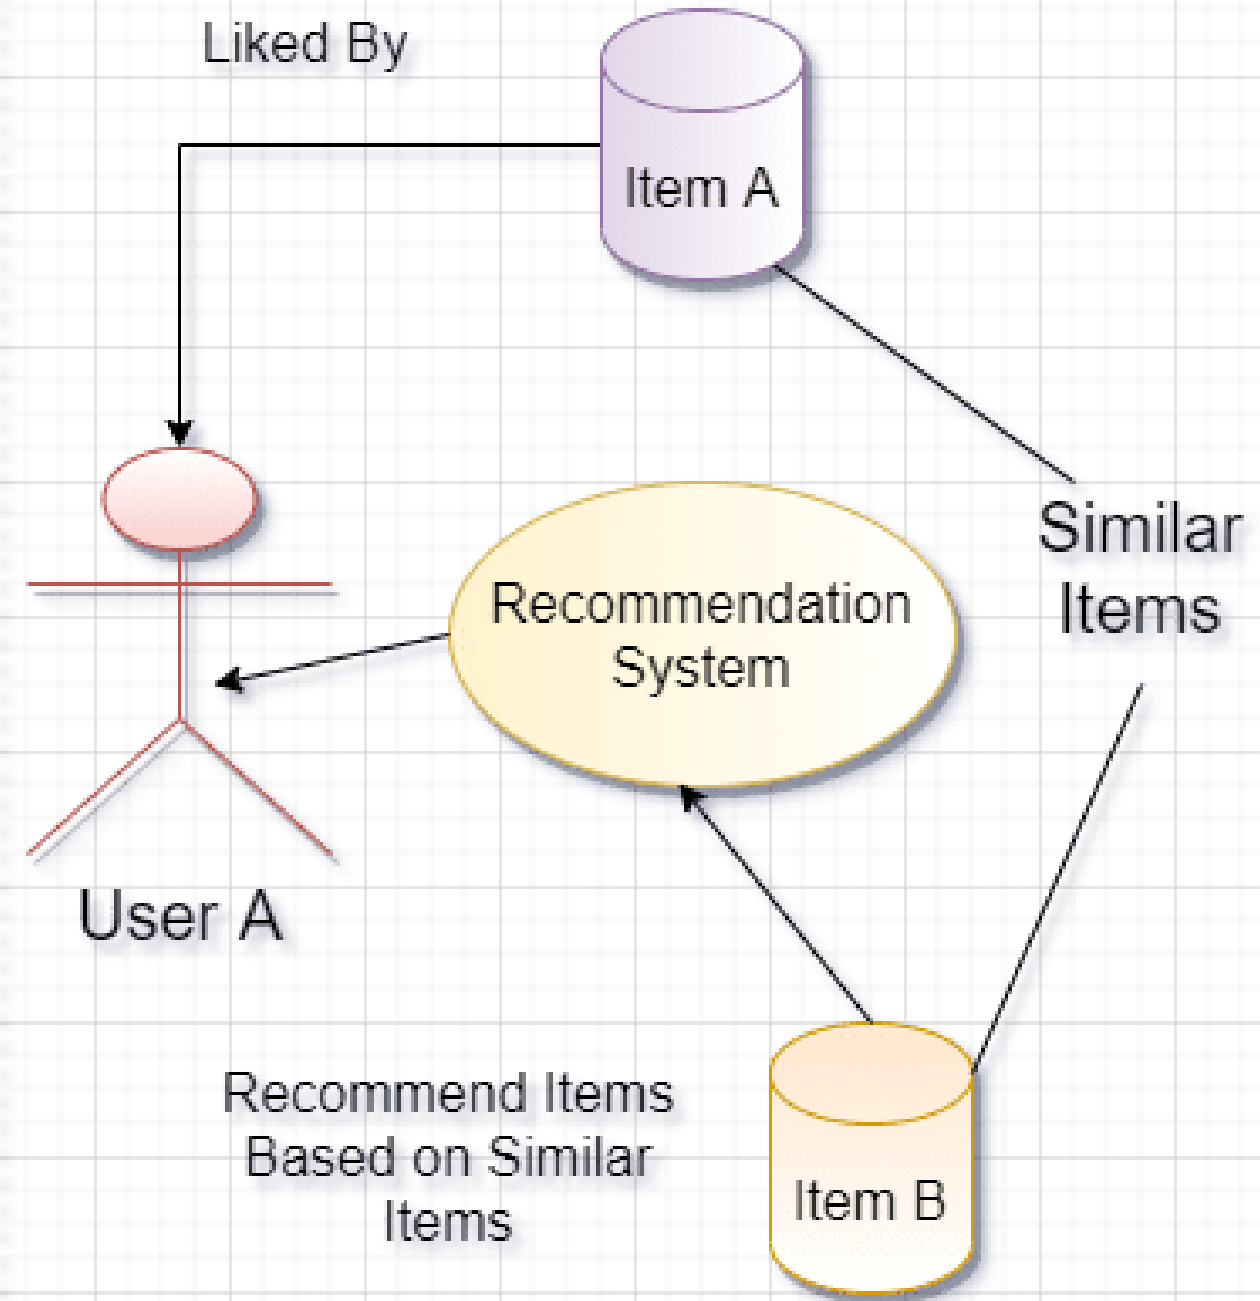 Liked By
Item A
Similar
Items
Recommendation
System
User A
Recommend Items
Based on Similar
Items
Item B